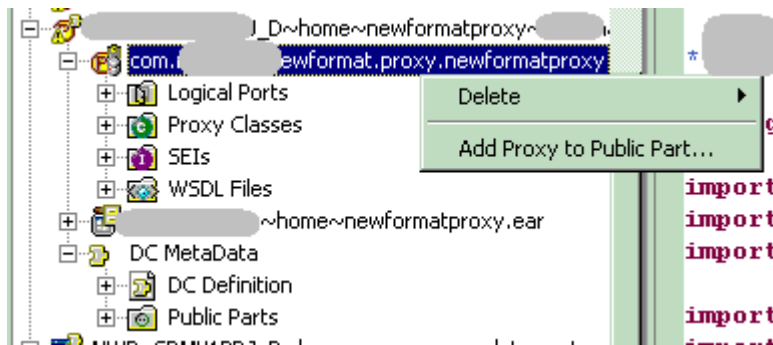 J_D~home~newformatproxy~
com. ewformat.proxy.newformatproxy
*
Logical Ports
Delete
Proxy Classes
SEIs
Add Proxy to Public Part...
WSDL Files
import
~home~newformatproxy.ear
import
DC MetaData
import
DC Definition
Public Parts
import